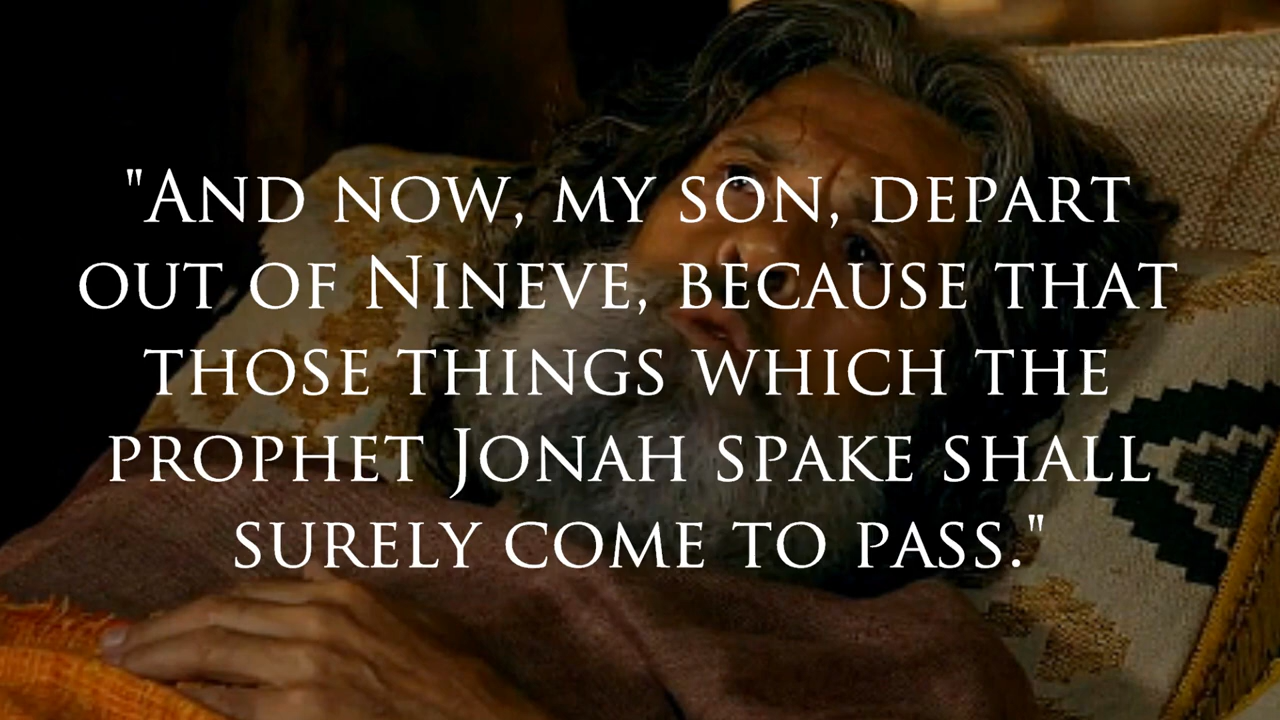 "And now, my son, depart
out of Nineve, because that
those things which the
prophet Jonah spake shall
surely come to pass."